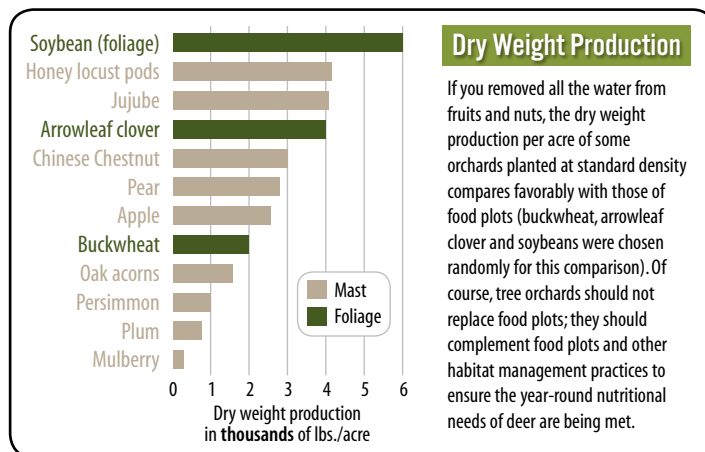 Soybean (foliage)
Honey locust pods
Jujube
Arrowleaf clover
Chinese Chestnut
Pear
Apple
Buckwheat
Oak acorns
Persimmon
Plum
Mulberry
0 1 2 3 4 5 6
Dry weight production
in thousands of lbs./acre
Mast
Foliage
Dry Weight Production
If you removed all the water from
fruits and nuts, the dry weight
production per acre of some
orchards planted at standard density
compares favorably with those of
food plots (buckwheat, arrowleaf
clover and soybeans were chosen
randomly for this comparison). Of
course, tree orchards should not
replace food plots; they should
complement food plots and other
habitat management practices to
ensure the year-round nutritional
needs of deer are being met.